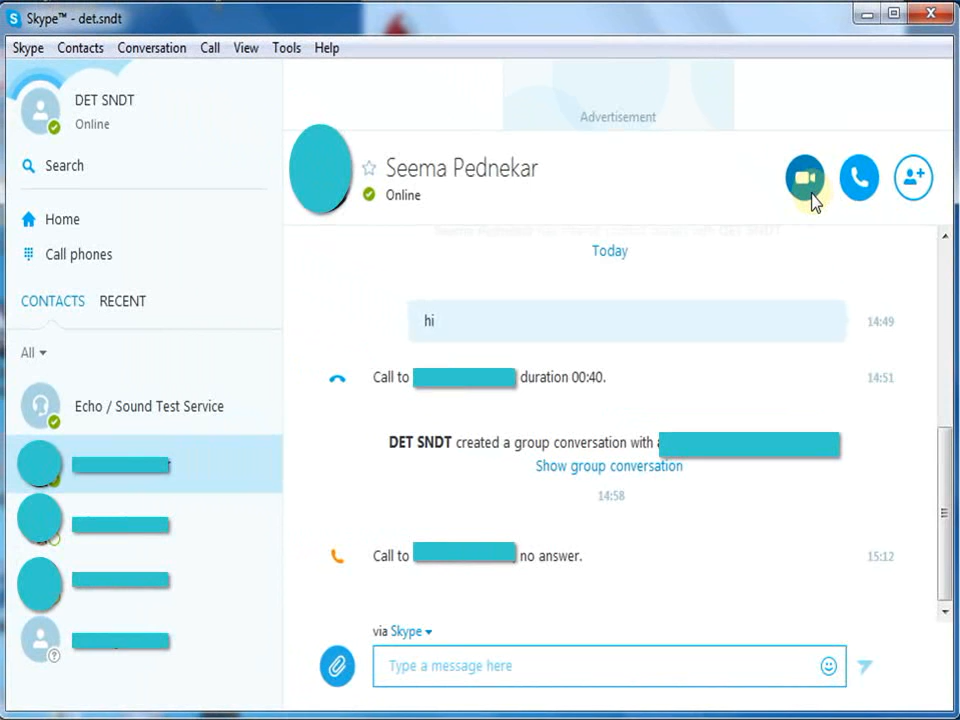 Skype™ - det.sndt
Skype Contacts Conversation Call View Tools Help
DET SNDT
Online
Search
Home
Call phones
CONTACTS RECENT
All
Echo / Sound Test Service
Advertisement
Seema Pednekar
Online
Today
hi 14:49
Call to duration 00:40. 14:51
DET SNDT created a group conversation with
Show group conversation
14:58
Call to no answer. 15:12
via Skype
Type a message here